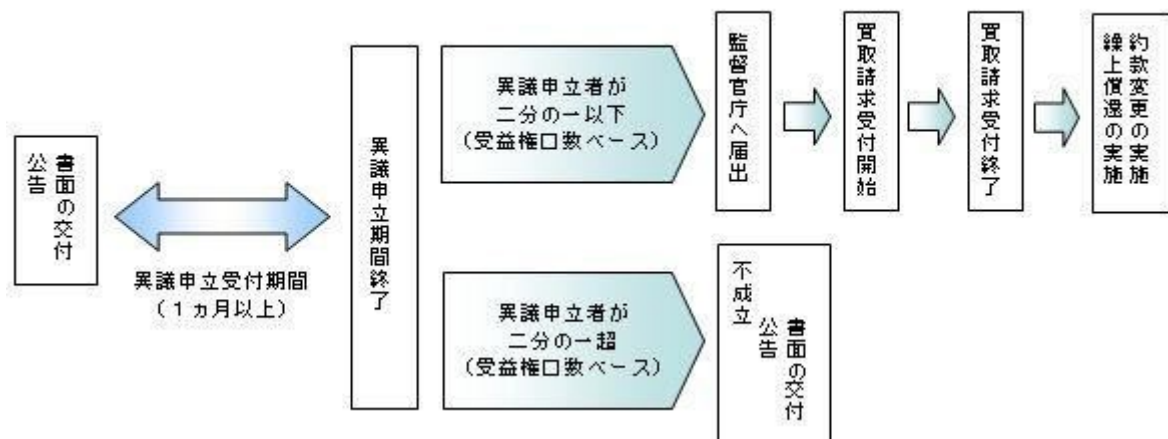 書面の交付
公告
異議申立受付期間
(1ヵ月以上)
異議申立期間終了
異議申立者が
二分の一以下
(受益権口数ベース)
監督官庁へ届出
買取請求受付開始
買取請求受付終了
約款変更の実施
繰上償還の実施
異議申立者が
二分の一超
(受益権口数ベース)
不成立
書面の交付
公告